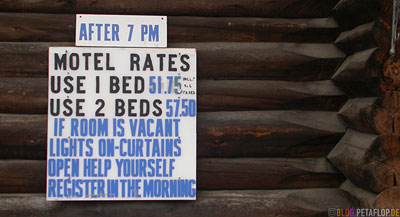 AFTER 7 PM
MOTEL RATES
USE 1 BED 51.75
USE 2 BEDS 57.50
IF ROOM IS VACANT
LIGHTS ON-CURTAINS
OPEN HELP YOURSELF
REGISTER IN THE MORNING
BLOG.PETAFLOP.DE